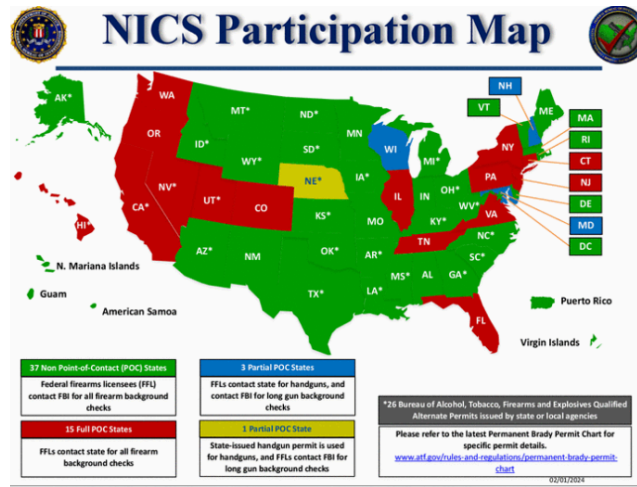 NICS Participation Map
AK*
WA
OR
CA*
NV*
ID*
MT*
WY*
UT*
CO
AZ*
NM
ND*
SD*
NE*
KS*
OK*
TX*
MN
IA*
MO
AR*
LA*
WI
IL
MI*
IN
OH*
KY*
TN
MS*
AL
GA*
FL
SC*
NC*
VA
WV*
PA
NY
ME
HI*
NH
VT
MA
RI
CT
NJ
DE
MD
DC
N. Mariana Islands
Guam
American Samoa
Puerto Rico
Virgin Islands
37 Non Point-of-Contact (POC) States
Federal firearms licensees (FFL)
contact FBI for all firearm background
checks
3 Partial POC States
FFLs contact state for handguns, and
contact FBI for long gun background
checks
15 Full POC States
FFLs contact state for all firearm
background checks
1 Partial POC State
State-issued handgun permit is used
for handguns, and FFLs contact FBI for
long gun background checks
*26 Bureau of Alcohol, Tobacco, Firearms and Explosives Qualified
Alternate Permits issued by state or local agencies
Please refer to the latest Permanent Brady Permit Chart for
specific permit details.
www.atf.gov/rules-and-regulations/permanent-brady-permit-
chart
02/01/2024